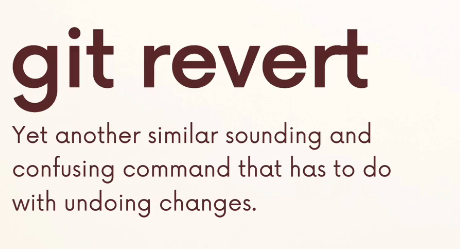 git revert
Yet another similar sounding and
confusing command that has to do
with undoing changes.